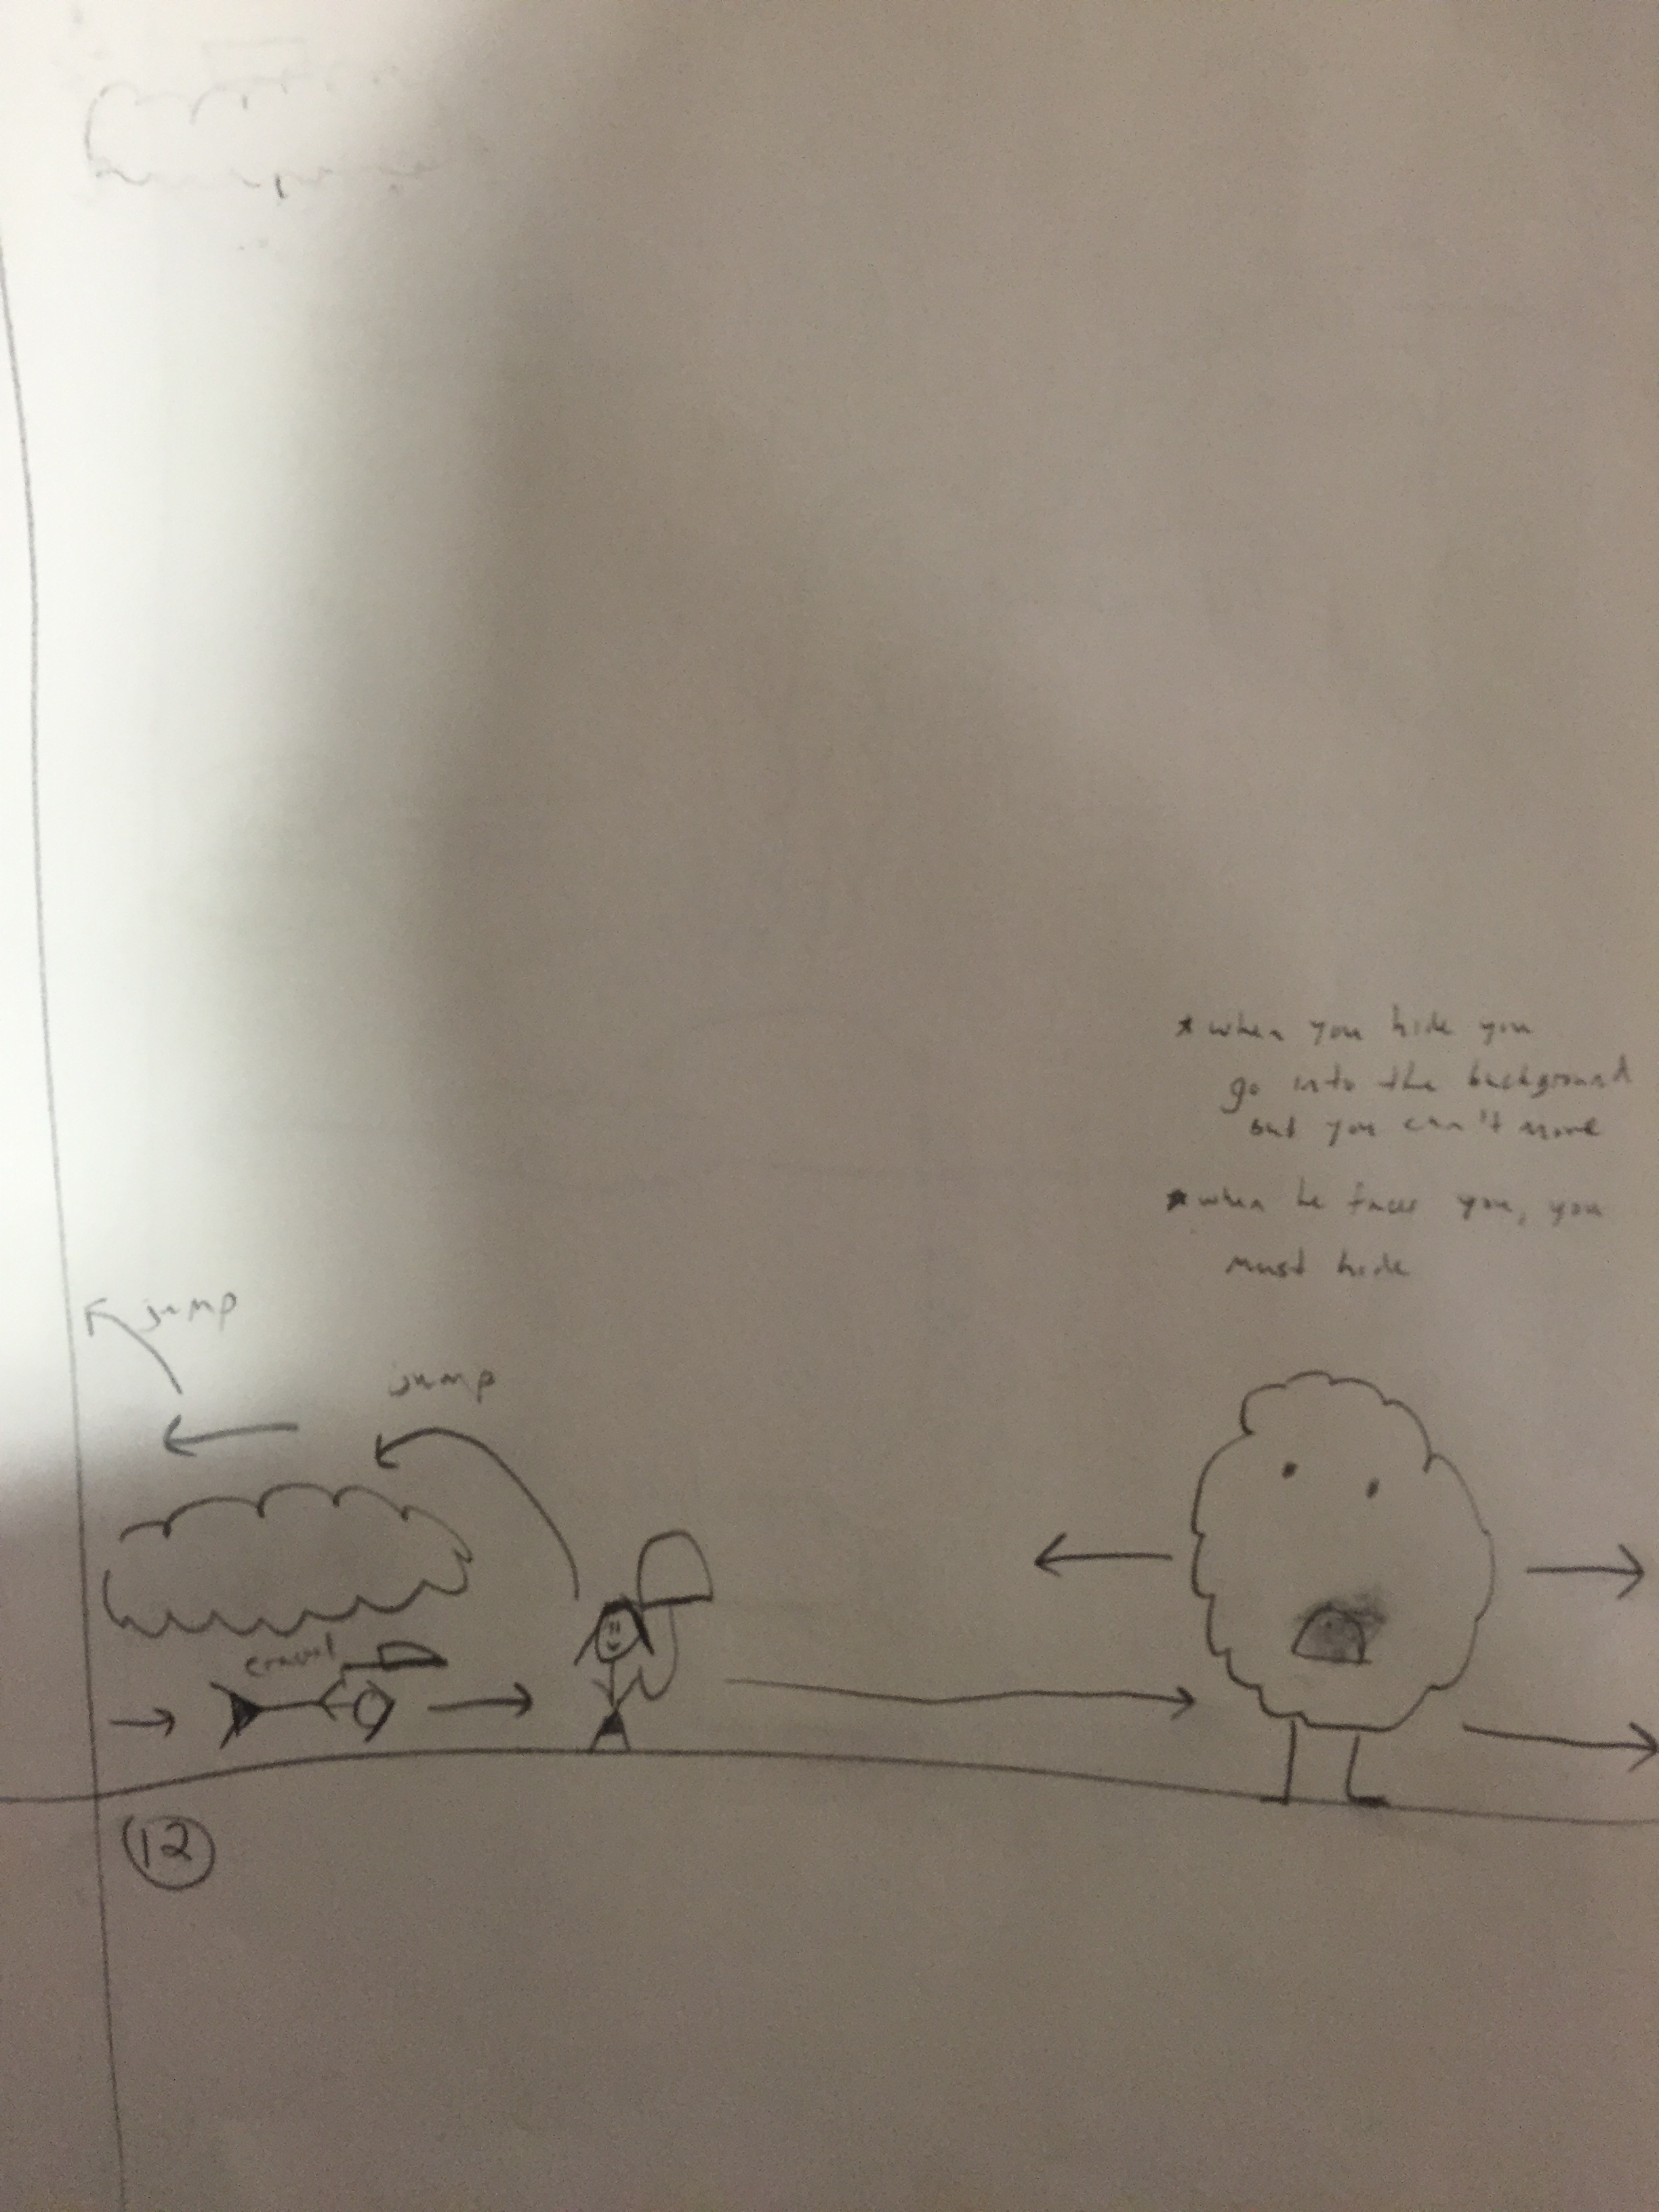 * when you hide you
go into the background
but you can't move
* when he faces you, you
must hide
jump
jump
crawl
12